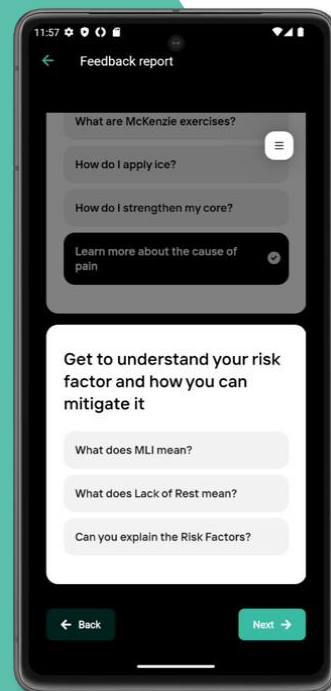 11:57
Feedback report
What are McKenzie exercises?
How do I apply ice?
How do I strengthen my core?
Learn more about the cause of
pain
Get to understand your risk
factor and how you can
mitigate it
What does MLI mean?
What does Lack of Rest mean?
Can you explain the Risk Factors?
Back
Next